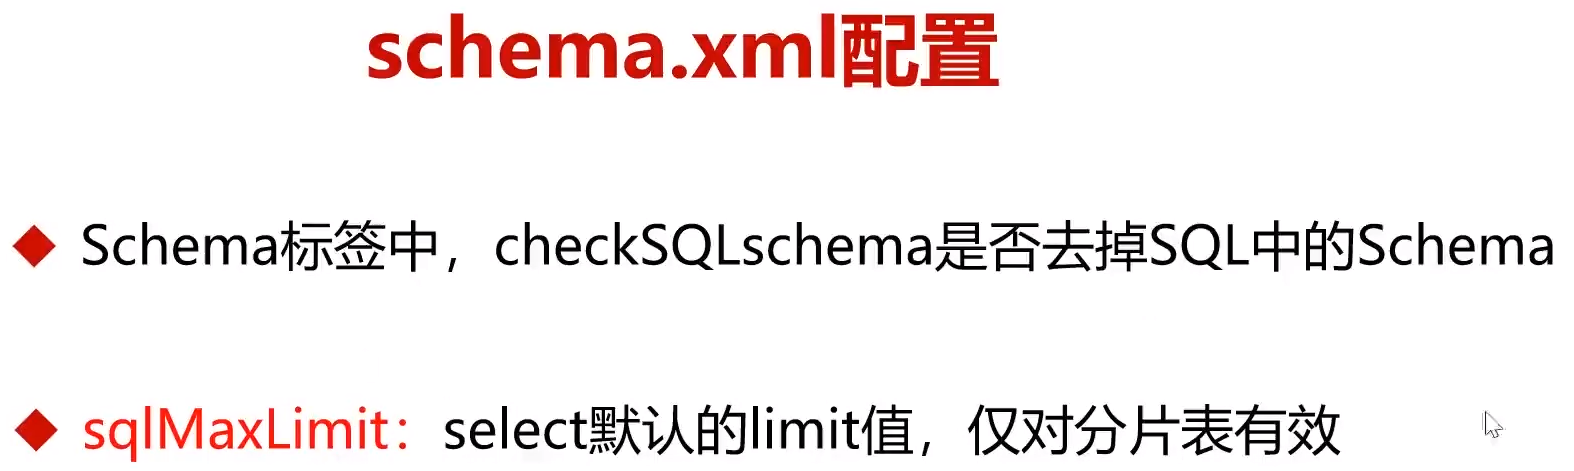 schema.xml配置
Schema标签中，checkSQLschema是否去掉SQL中的Schema
sqlMaxLimit：select默认的limit值，仅对分片表有效